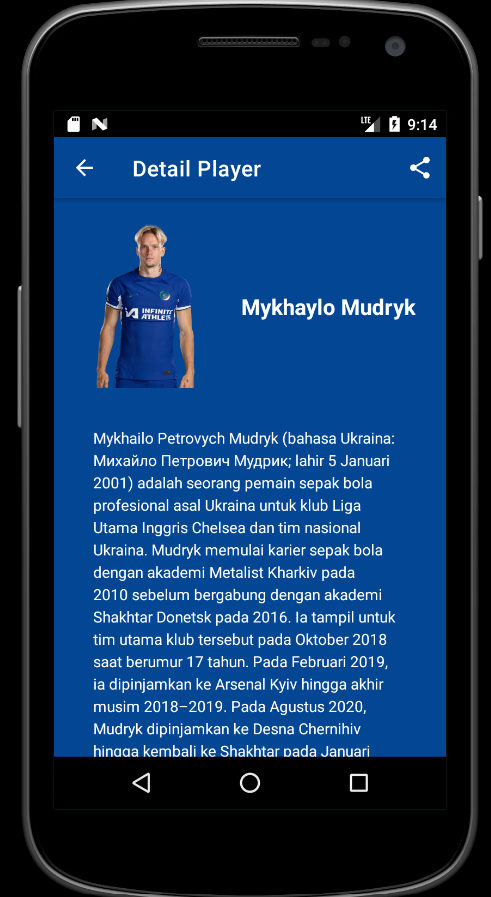 LTE 9:14
Detail Player
INFINITE
ATHLETE
Mykhaylo Mudryk
Mykhailo Petrovych Mudryk (bahasa Ukraina:
Михайло Петрович Мудрик; lahir 5 Januari
2001) adalah seorang pemain sepak bola
profesional asal Ukraina untuk klub Liga
Utama Inggris Chelsea dan tim nasional
Ukraina. Mudryk memulai karier sepak bola
dengan akademi Metalist Kharkiv pada
2010 sebelum bergabung dengan akademi
Shakhtar Donetsk pada 2016. Ia tampil untuk
tim utama klub tersebut pada Oktober 2018
saat berumur 17 tahun. Pada Februari 2019,
ia dipinjamkan ke Arsenal Kyiv hingga akhir
musim 2018–2019. Pada Agustus 2020,
Mudryk dipinjamkan ke Desna Chernihiv
hingga kembali ke Shakhtar pada Januari